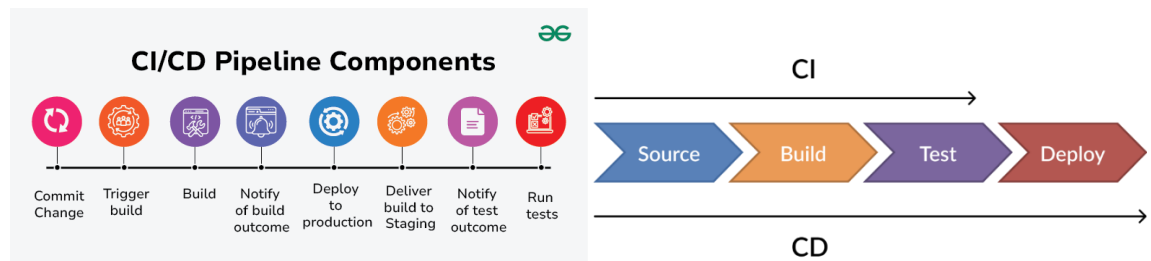 CI/CD Pipeline Components
Commit
Change
Trigger
build
Build
Notify
of build
outcome
Deploy
to
production
Deliver
build to
Staging
Notify
of test
outcome
Run
tests
CI
Source
Build
Test
Deploy
CD